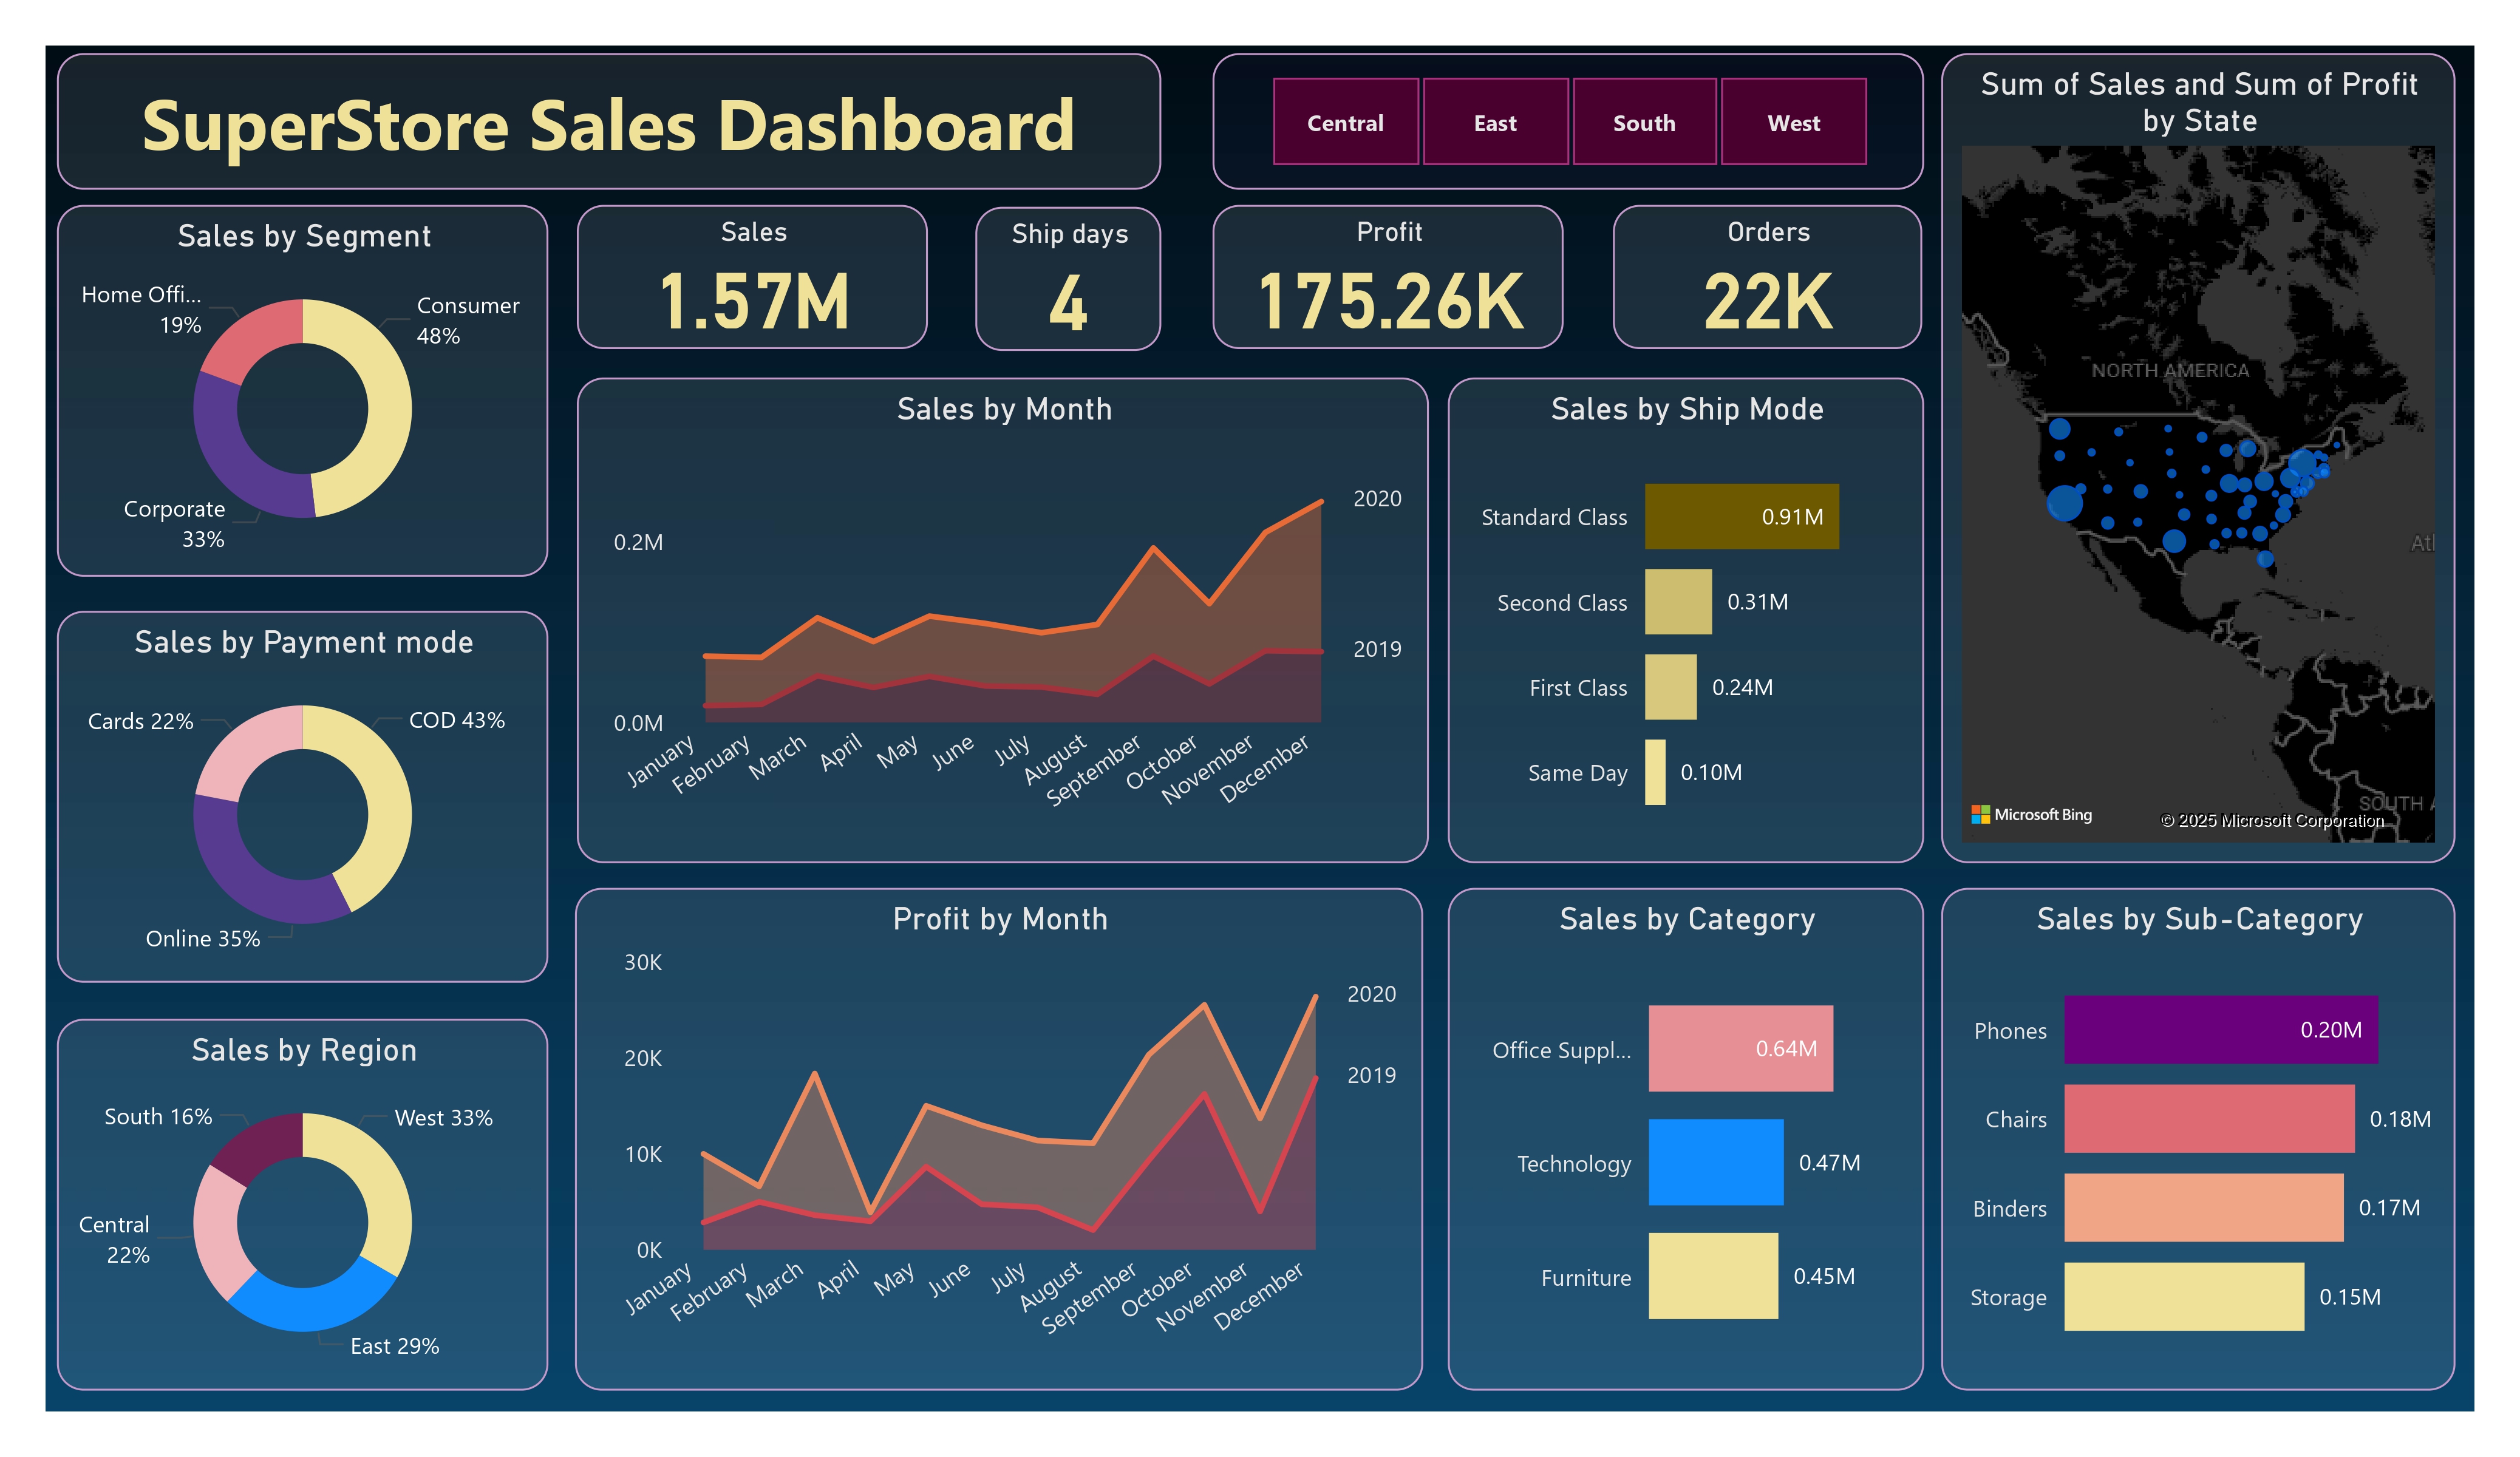 SuperStore Sales Dashboard
Central
East
South
West
Sum of Sales and Sum of Profit
by State
Sales by Segment
Home Offi...
19%
Consumer
48%
Corporate
33%
Sales
1.57M
Ship days
4
Profit
175.26K
Orders
22K
Sales by Month
0.2M
0.0M
2020
2019
January
February
March
April
May
June
July
August
September
October
November
December
Sales by Ship Mode
Standard Class
0.91M
Second Class
0.31M
First Class
0.24M
Same Day
0.10M
NORTH AMERICA
Atl
SOUTH A
Microsoft Bing
© 2025 Microsoft Corporation
Sales by Payment mode
Cards 22%
COD 43%
Online 35%
Sales by Region
South 16%
West 33%
Central
22%
East 29%
Profit by Month
30K
20K
10K
0K
2020
2019
January
February
March
April
May
June
July
August
September
October
November
December
Sales by Category
Office Suppl...
0.64M
Technology
0.47M
Furniture
0.45M
Sales by Sub-Category
Phones
0.20M
Chairs
0.18M
Binders
0.17M
Storage
0.15M